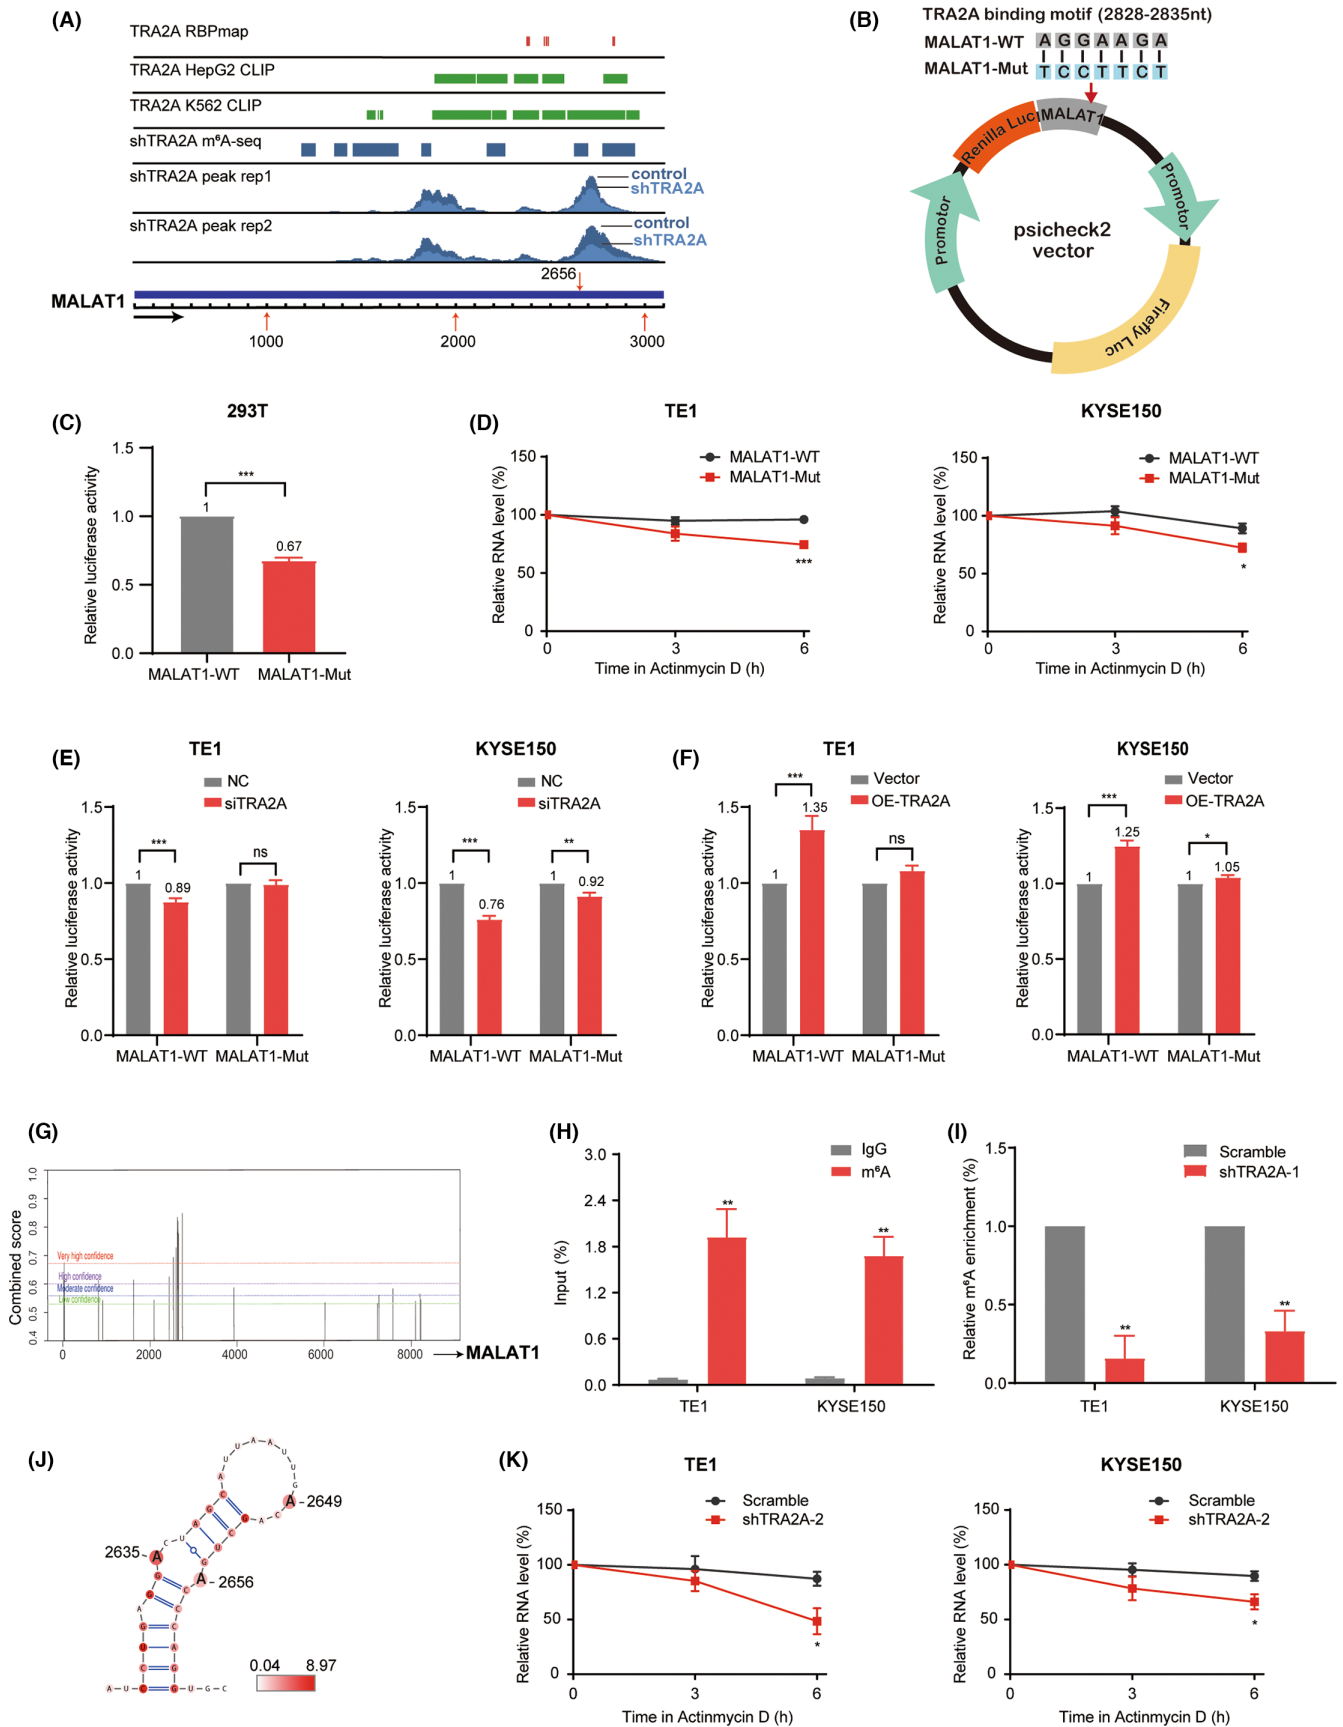 (A)
TRA2A RBPmap
TRA2A HepG2 CLIP
TRA2A K562 CLIP
shTRA2A m⁶A-seq
shTRA2A peak rep1
control
shTRA2A
shTRA2A peak rep2
control
shTRA2A
2656
MALAT1
1000
2000
3000
(B)
TRA2A binding motif (2828-2835nt)
MALAT1-WT A G G A A G A
MALAT1-Mut T C C T T C T
Renilla Luc
MALAT1
Promotor
Promotor
psicheck2
vector
Firefly Luc
(C)
293T
Relative luciferase activity
1.5
1.0
0.5
0.0
***
1
0.67
MALAT1-WT
MALAT1-Mut
(D)
TE1
Relative RNA level (%)
150
100
50
0
MALAT1-WT
MALAT1-Mut
***
0
3
6
Time in Actinmycin D (h)
KYSE150
Relative RNA level (%)
150
100
50
0
MALAT1-WT
MALAT1-Mut
*
0
3
6
Time in Actinmycin D (h)
(E)
TE1
NC
siTRA2A
Relative luciferase activity
1.5
1.0
0.5
0.0
***
1
0.89
ns
MALAT1-WT
MALAT1-Mut
KYSE150
NC
siTRA2A
Relative luciferase activity
1.5
1.0
0.5
0.0
***
1
0.76
**
1
0.92
MALAT1-WT
MALAT1-Mut
(F)
TE1
Vector
OE-TRA2A
Relative luciferase activity
1.5
1.0
0.5
0.0
***
1
1.35
ns
MALAT1-WT
MALAT1-Mut
KYSE150
Vector
OE-TRA2A
Relative luciferase activity
1.5
1.0
0.5
0.0
***
1
1.25
*
1
1.05
MALAT1-WT
MALAT1-Mut
(G)
Combined score
1.0
0.9
0.8
0.7
0.6
0.5
0.4
Very high confidence
High confidence
Moderate confidence
Low confidence
0
2000
4000
6000
8000
MALAT1
(H)
IgG
m⁶A
Input (%)
3.0
2.4
1.8
1.2
0.6
0.0
**
**
TE1
KYSE150
(I)
Scramble
shTRA2A-1
Relative m⁶A enrichment (%)
1.5
1.0
0.5
0.0
**
**
TE1
KYSE150
(J)
2649
2635
2656
0.04
8.97
(K)
TE1
Relative RNA level (%)
150
100
50
0
Scramble
shTRA2A-2
*
0
3
6
Time in Actinmycin D (h)
KYSE150
Relative RNA level (%)
150
100
50
0
Scramble
shTRA2A-2
*
0
3
6
Time in Actinmycin D (h)